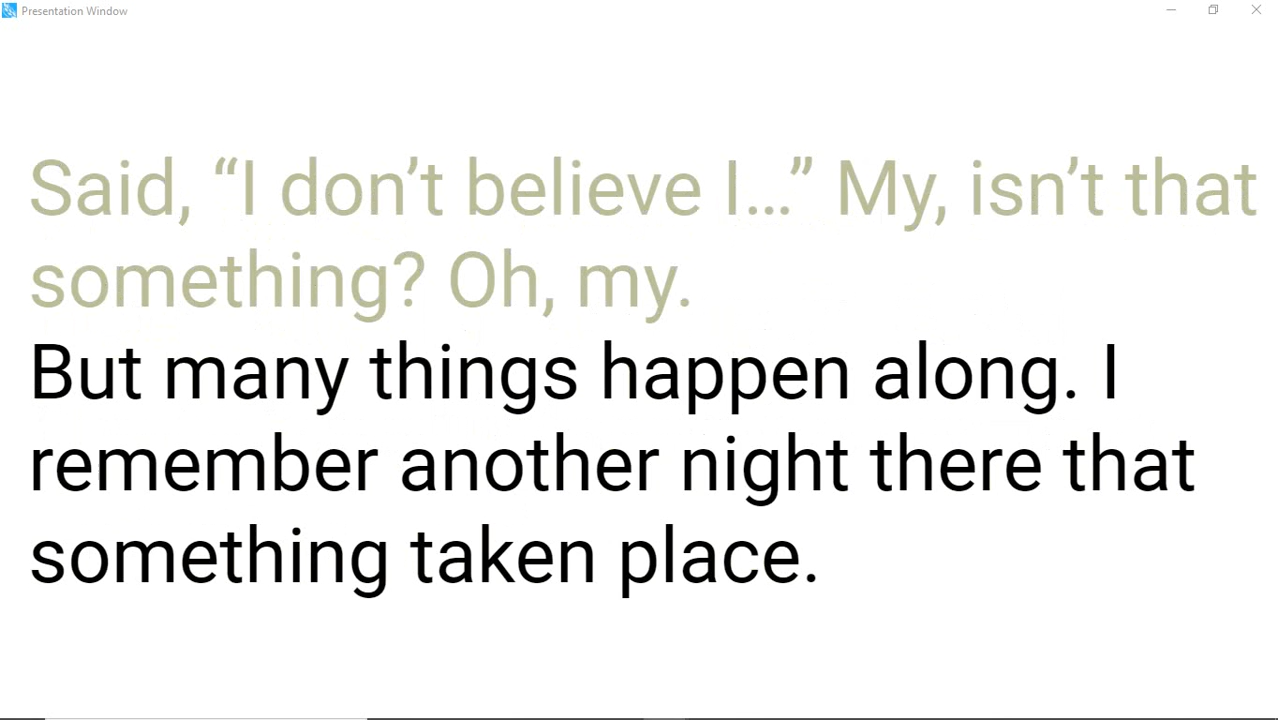 Presentation Window
Said, “I don’t believe I…” My, isn’t that
something? Oh, my.
But many things happen along. I
remember another night there that
something taken place.